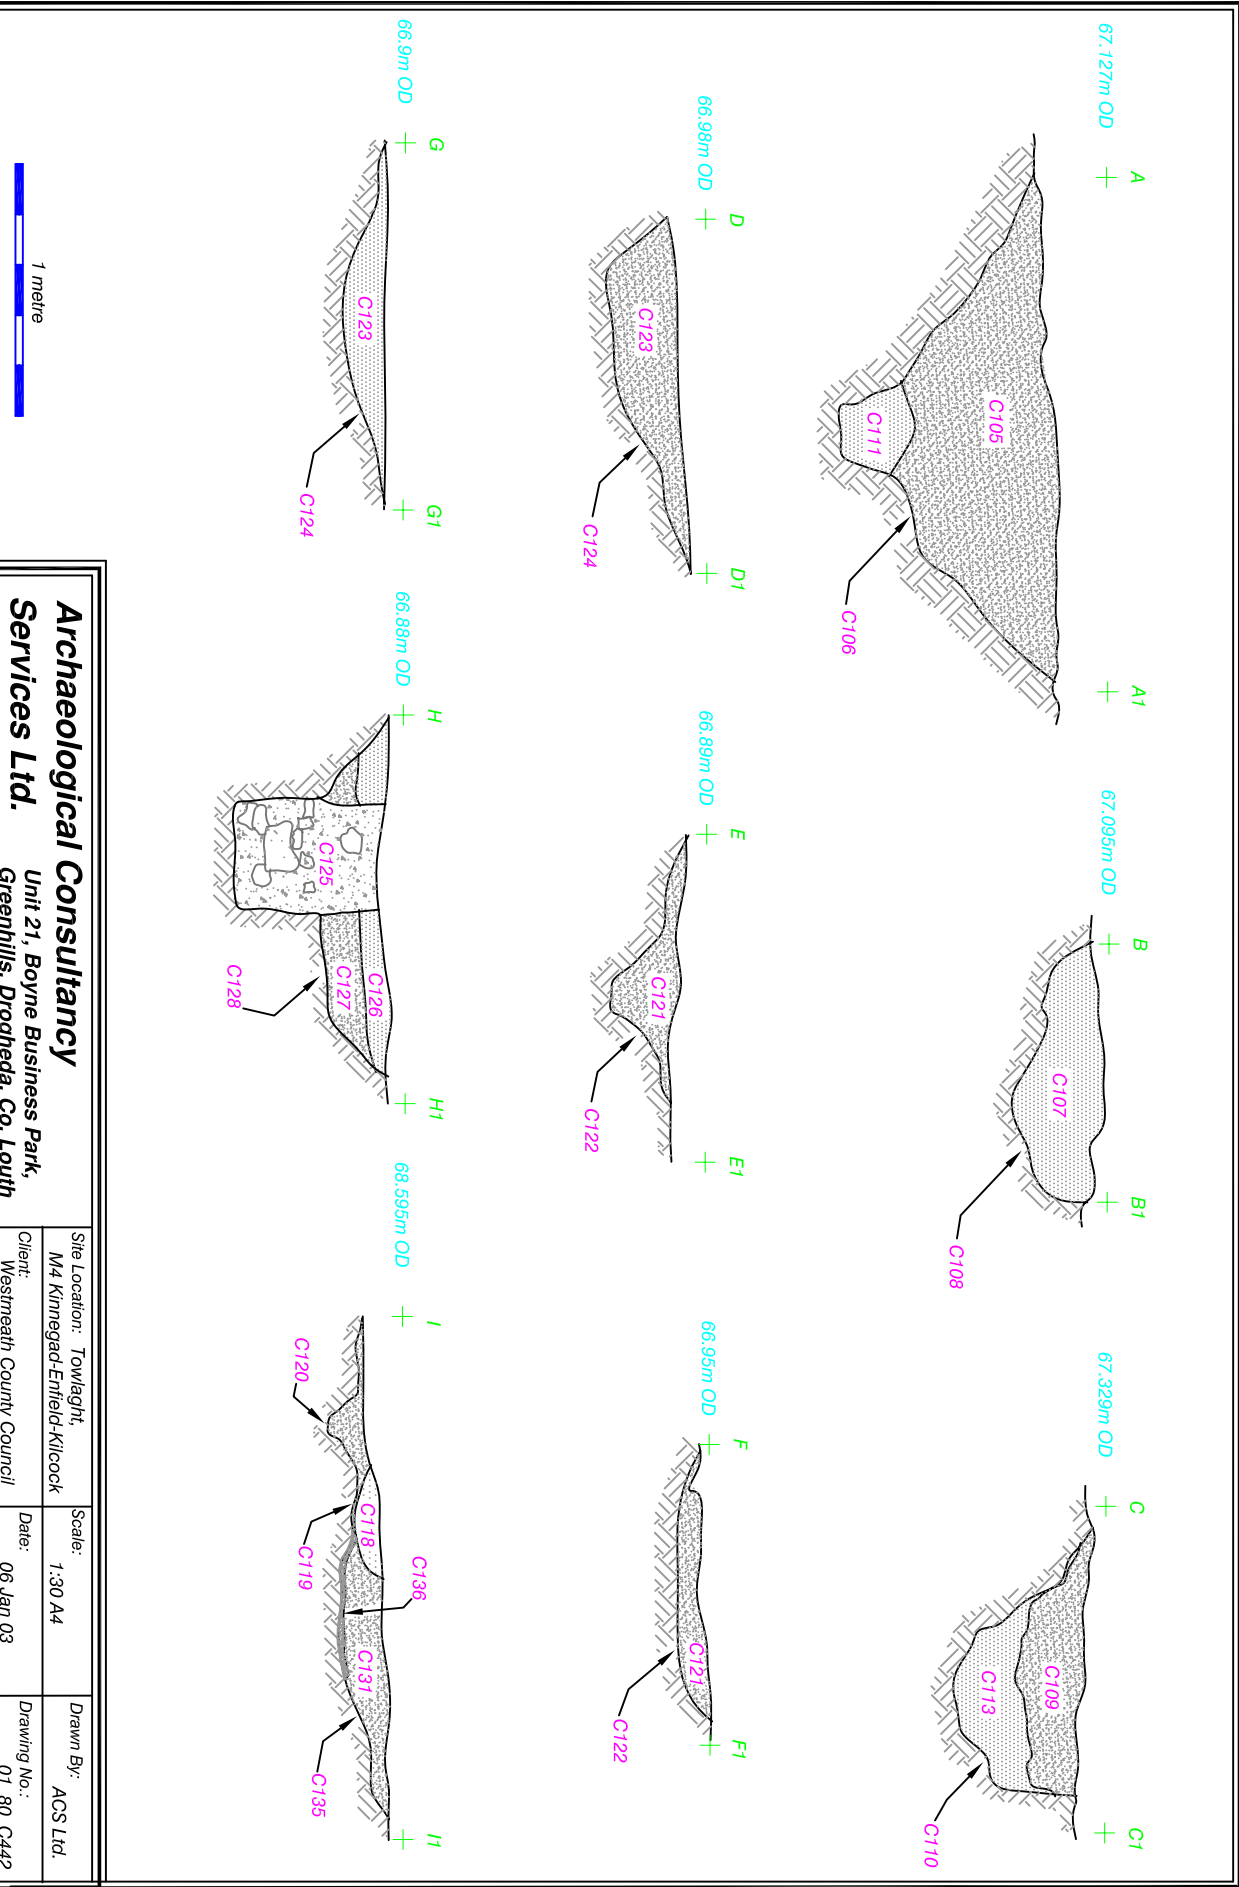 67.127m OD
A
A1
C105
C111
C106
67.095m OD
B
B1
C107
C108
67.329m OD
C
C1
C109
C113
C110
66.98m OD
D
D1
C123
C124
66.89m OD
E
E1
C121
C122
66.95m OD
F
F1
C121
C122
66.9m OD
G
G1
C123
C124
66.88m OD
H
H1
C125
C126
C127
C128
68.595m OD
I
I1
C136
C118
C131
C120
C119
C135
1 metre
Archaeological Consultancy
Services Ltd.
Unit 21, Boyne Business Park,
Greenhills, Drogheda, Co. Louth
Site Location: Towlaght,
M4 Kinnegad-Enfield-Kilcock
Scale: 1:30 A4
Drawn By: ACS Ltd.
Client:
Westmeath County Council
Date: 06 Jan 03
Drawing No.:
01_80_C442